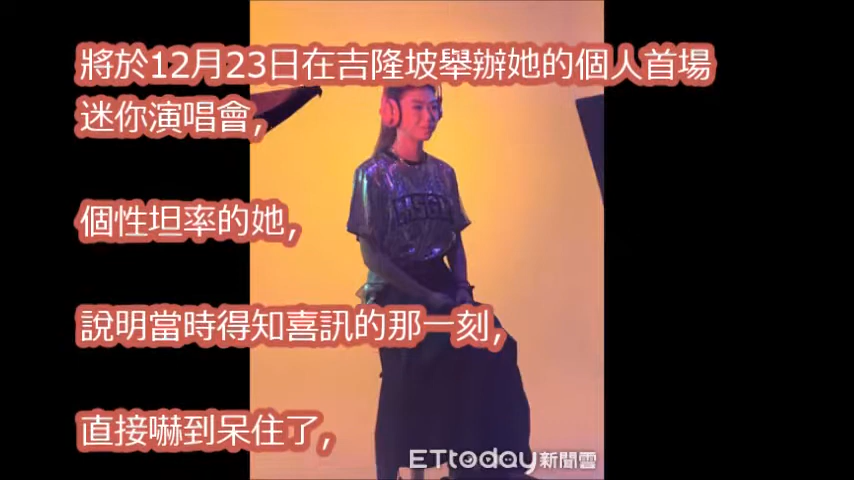 將於12月23日在吉隆坡舉辦她的個人首場
迷你演唱會,
個性坦率的她,
說明當時得知喜訊的那一刻,
直接嚇到呆住了,
ETtoday新聞雲